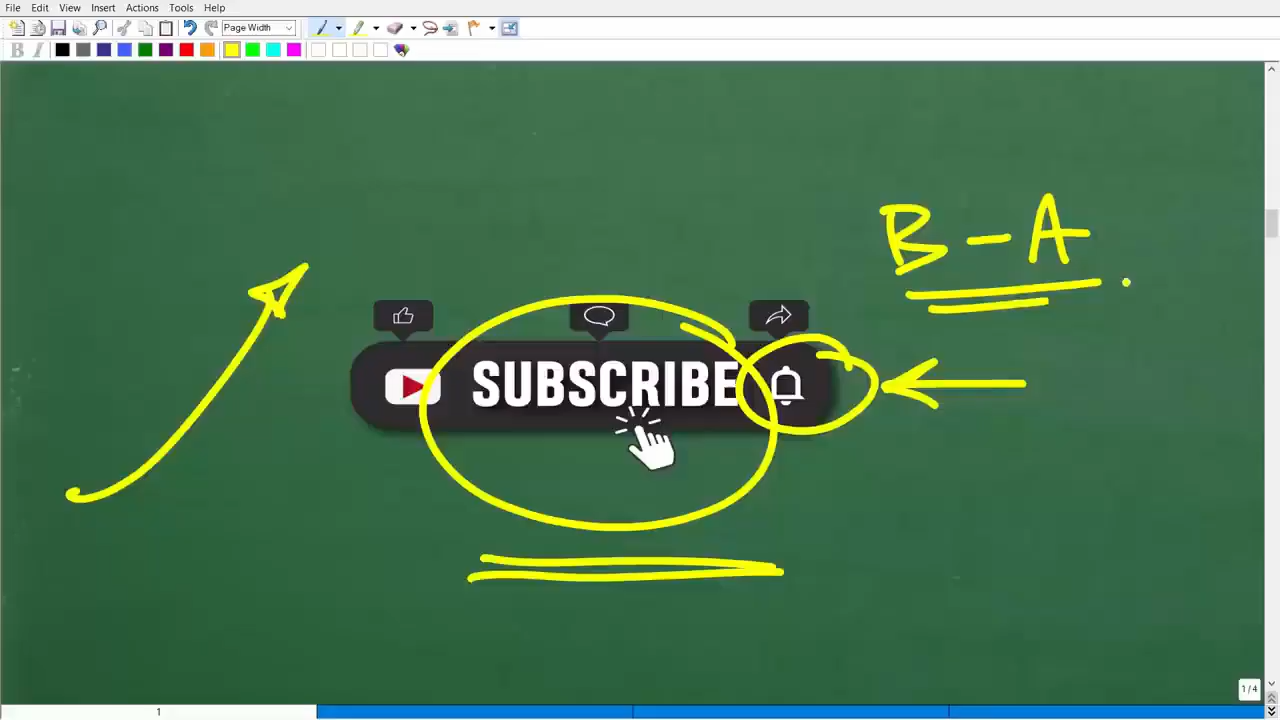 File Edit View Insert Actions Tools Help
Page Width
B I
B - A
SUBSCRIBE
1 / 4
1